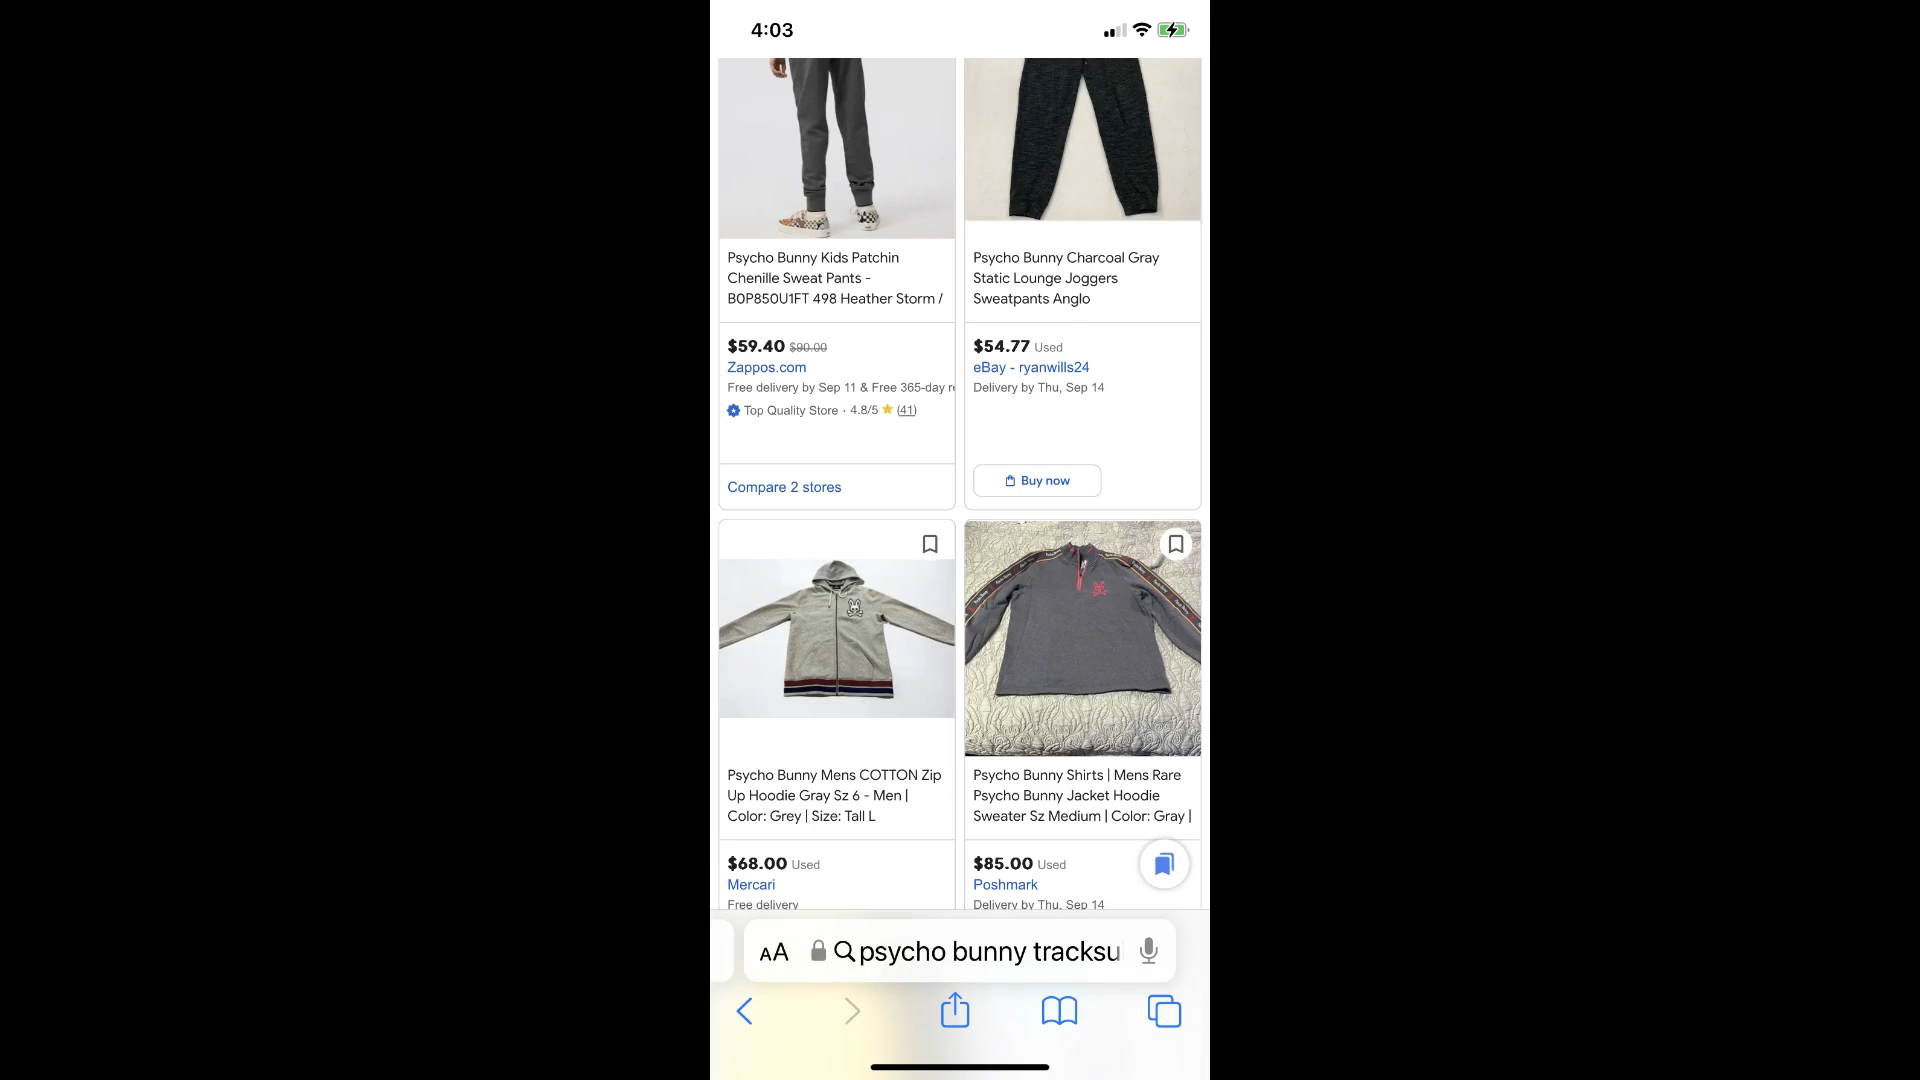 4:03
Psycho Bunny Kids Patchin
Chenille Sweat Pants -
B0P850U1FT 498 Heather Storm /
$59.40 $90.00
Zappos.com
Free delivery by Sep 11 & Free 365-day re
Top Quality Store · 4.8/5 (41)
Compare 2 stores
Psycho Bunny Charcoal Gray
Static Lounge Joggers
Sweatpants Anglo
$54.77 Used
eBay - ryanwills24
Delivery by Thu, Sep 14
Buy now
Psycho Bunny Mens COTTON Zip
Up Hoodie Gray Sz 6 - Men |
Color: Grey | Size: Tall L
$68.00 Used
Mercari
Free delivery
Psycho Bunny Shirts | Mens Rare
Psycho Bunny Jacket Hoodie
Sweater Sz Medium | Color: Gray |
$85.00 Used
Poshmark
Delivery by Thu, Sep 14
AA psycho bunny tracksu